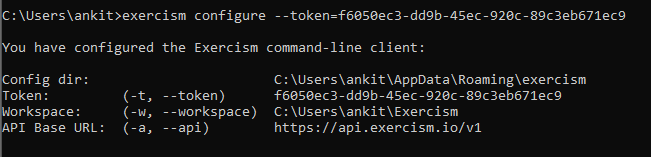 C:\Users\ankit>exercism configure --token=f6050ec3-dd9b-45ec-920c-89c3eb671ec9
You have configured the Exercism command-line client:
Config dir: C:\Users\ankit\AppData\Roaming\exercism
Token: (-t, --token) f6050ec3-dd9b-45ec-920c-89c3eb671ec9
Workspace: (-w, --workspace) C:\Users\ankit\Exercism
API Base URL: (-a, --api) https://api.exercism.io/v1